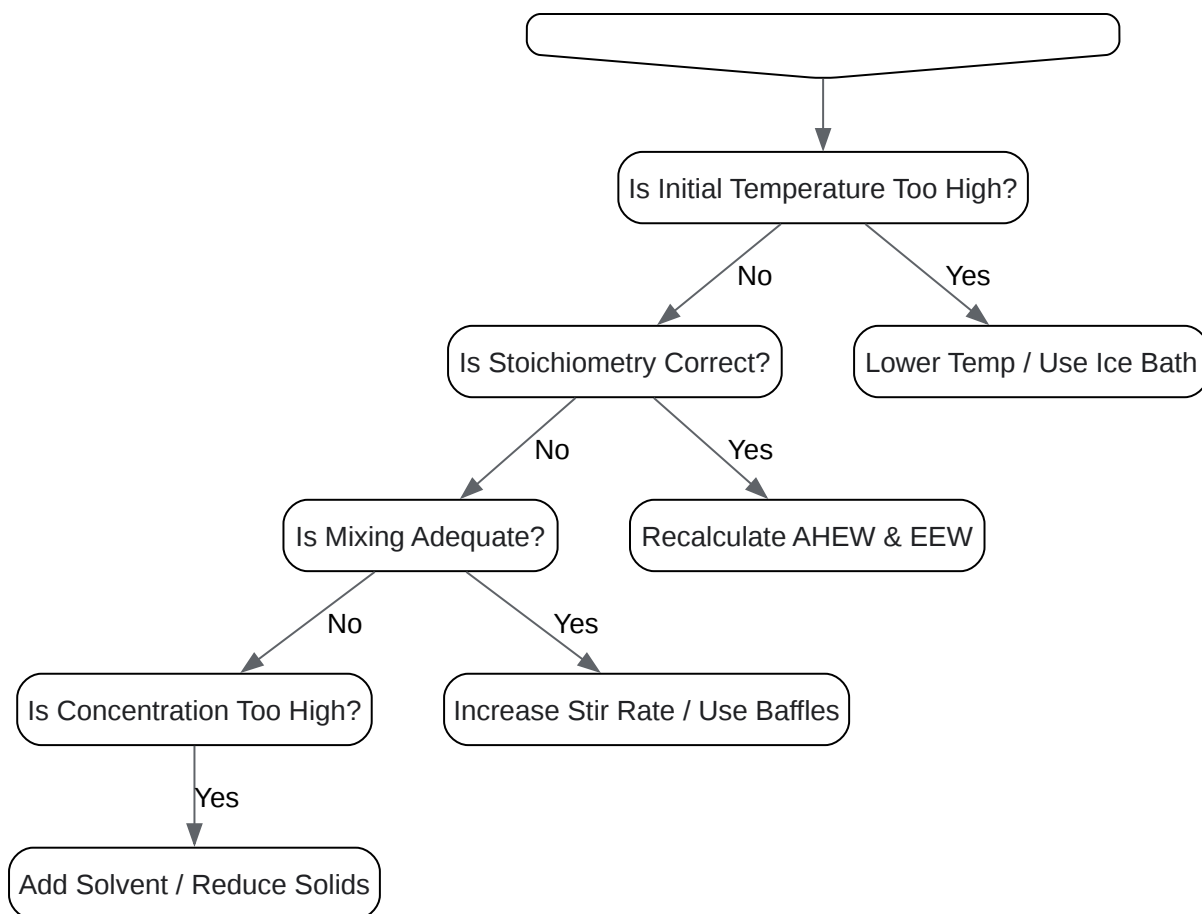 Is Initial Temperature Too High?
No
Yes
Is Stoichiometry Correct?
Lower Temp / Use Ice Bath
No
Yes
Is Mixing Adequate?
Recalculate AHEW & EEW
No
Yes
Is Concentration Too High?
Increase Stir Rate / Use Baffles
Yes
Add Solvent / Reduce Solids